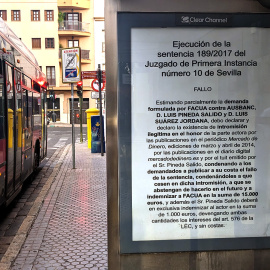 Clear Channel
Ejecución de la
sentencia 189/2017 del
Juzgado de Primera Instancia
número 10 de Sevilla
FALLO
Estimando parcialmente la demanda
formulada por FACUA contra AUSBANC,
D. LUIS PINEDA SALIDO y D. LUIS
SUÁREZ JORDANA, debo declarar y
declaro la existencia de intromisión
ilegítima en el honor de la parte actora por
las publicaciones en el periódico Mercado de
Dinero, ediciones de marzo y abril de 2014,
por las publicaciones en el diario digital
mercadodedinero.es y por el tuit emitido por
el Sr. Pineda Salido, condenando a los
demandados a publicar a su costa el fallo
de la sentencia, condenándoles a que
cesen en dicha intromisión, a que se
abstengan de hacerlo en el futuro y a
indemnizar a FACUA en la suma de 15.000
euros, y además el Sr. Pineda Salido deberá
en exclusiva indemnizar al actor en la suma
de 1.000 euros, devengando ambas
cantidades los intereses del art. 576 de la
LEC, y sin costas.